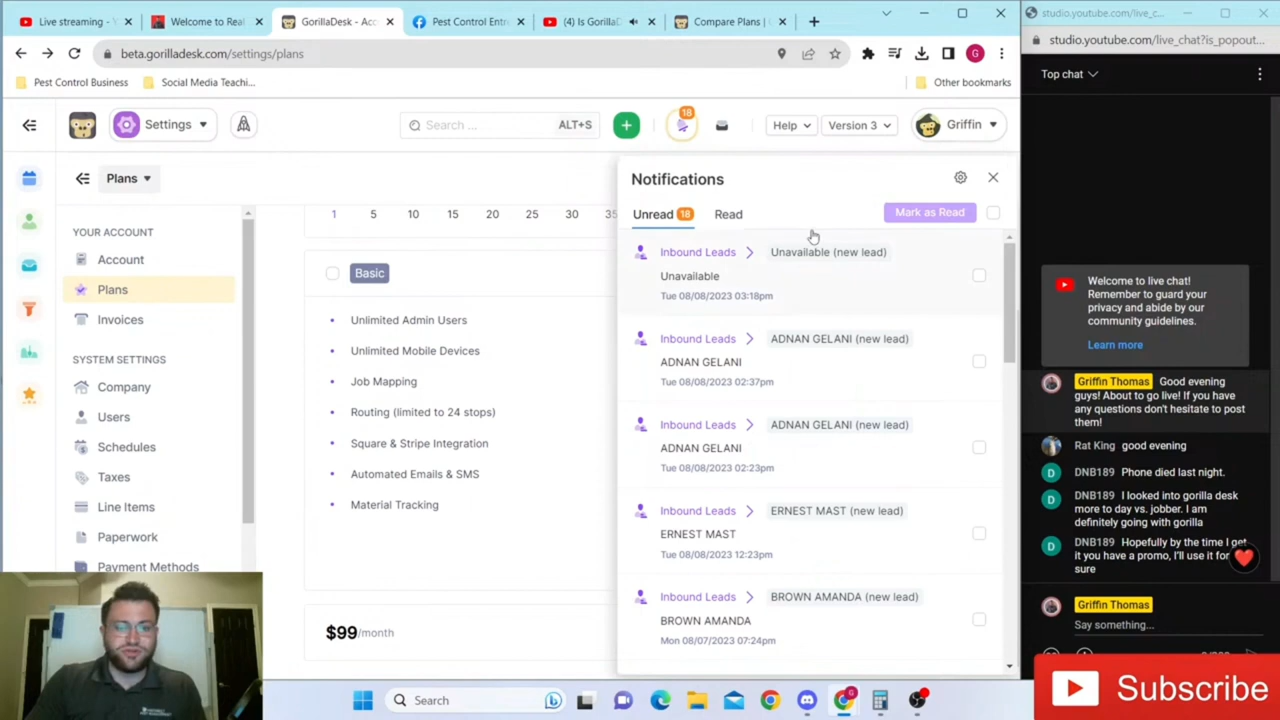 Live streaming - Y
Welcome to Real
GorillaDesk - Acc
Pest Control Entre
(4) Is GorillaD
Compare Plans |
beta.gorilladesk.com/settings/plans
Pest Control Business
Social Media Teachi...
Other bookmarks
Settings
Search ...
ALT+S
18
Help
Version 3
Griffin
Plans
YOUR ACCOUNT
Account
Plans
Invoices
SYSTEM SETTINGS
Company
Users
Schedules
Taxes
Line Items
Paperwork
Payment Methods
1 5 10 15 20 25 30 35
Basic
• Unlimited Admin Users
• Unlimited Mobile Devices
• Job Mapping
• Routing (limited to 24 stops)
• Square & Stripe Integration
• Automated Emails & SMS
• Material Tracking
$99/month
Notifications
Unread 18
Read
Mark as Read
Inbound Leads > Unavailable (new lead)
Unavailable
Tue 08/08/2023 03:18pm
Inbound Leads > ADNAN GELANI (new lead)
ADNAN GELANI
Tue 08/08/2023 02:37pm
Inbound Leads > ADNAN GELANI (new lead)
ADNAN GELANI
Tue 08/08/2023 02:23pm
Inbound Leads > ERNEST MAST (new lead)
ERNEST MAST
Tue 08/08/2023 12:23pm
Inbound Leads > BROWN AMANDA (new lead)
BROWN AMANDA
Mon 08/07/2023 07:24pm
Search
studio.youtube.com/live_c...
studio.youtube.com/live_chat?is_popout...
Top chat
Welcome to live chat!
Remember to guard your
privacy and abide by our
community guidelines.
Learn more
Griffin Thomas Good evening
guys! About to go live! If you have
any questions don't hesitate to post
them!
Rat King good evening
D DNB189 Phone died last night.
D DNB189 I looked into gorilla desk
more to day vs. jobber. I am
definitely going with gorilla
D DNB189 Hopefully by the time I get
it you have a promo, I'll use it for
sure
Griffin Thomas
Say something...
Subscribe